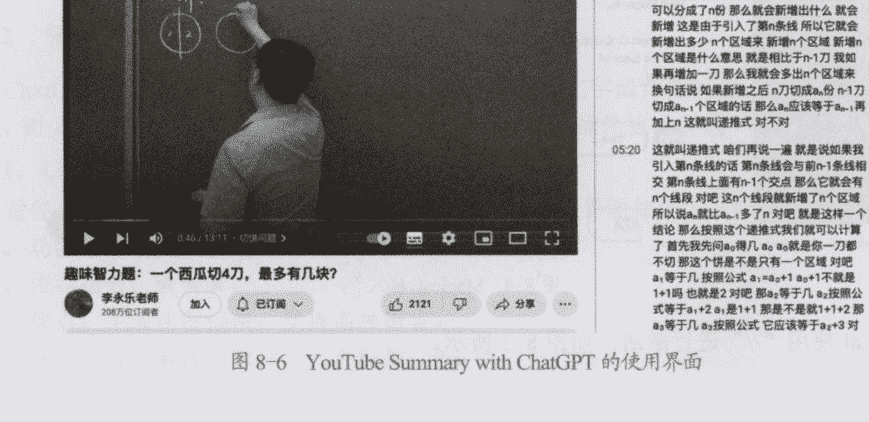 0:46 / 13:11 · 切饼问题 >
趣味智力题：一个西瓜切4刀，最多有几块？
李永乐老师
208万位订阅者
加入
已订阅
2121
分享
可以分成了n份 那么就会新增出什么 就会
新增 这是由于引入了第n条线 所以它就会
新增出多少 n个区域来 新增n个区域 新增n
个区域是什么意思 就是相比于n-1刀 我如
果再增加一刀 那么我就会多出n个区域来
换句话说 如果新增之后 n刀切成aₙ份 n-1刀
切成aₙ₋₁个区域的话 那么aₙ应该等于aₙ₋₁再
加上n 这就叫递推式 对不对
05:20 这就叫递推式 咱们再说一遍 就是说如果我
引入第n条线的话 第n条线会与前n-1条线相
交 第n条线上面有n-1个交点 那么它就会有
n个线段 对吧 这n个线段就新增了n个区域
所以说aₙ就比aₙ₋₁多了n 对吧 就是这样一个
结论 那么按照这个递推式我们就可以计算
了 首先我先问a₀得几 a₀ a₀就是你一刀都
不切 那这个饼是不是只有一个区域 对吧
a₁等于几 按照公式 a₁=a₀+1 a₀+1不就是
1+1吗 也就是2 对吧 那a₂等于几 a₂按照公
式等于a₁+2 a₁是1+1 那是不是就1+1+2 那
a₃等于几 a₃按照公式 它应该等于a₂+3 对
图 8-6 YouTube Summary with ChatGPT 的使用界面